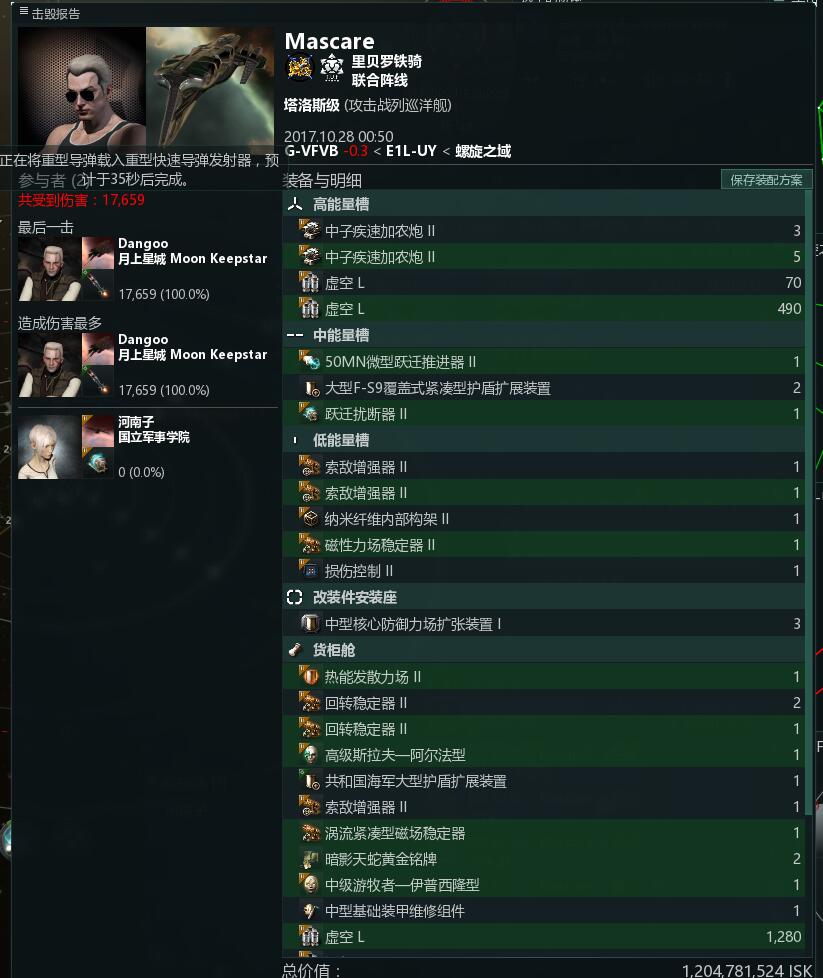 击毁报告
Mascare
里贝罗铁骑
联合阵线
塔洛斯级 (攻击战列巡洋舰)
2017.10.28 00:50
G-VFVB -0.3 < E1L-UY < 螺旋之域
正在将重型导弹载入重型快速导弹发射器，预
计于35秒后完成。
参与者 (2)
共受到伤害：17,659
最后一击
Dangoo
月上星城 Moon Keepstar
17,659 (100.0%)
造成伤害最多
Dangoo
月上星城 Moon Keepstar
17,659 (100.0%)
河南子
国立军事学院
0 (0.0%)
装备与明细
保存装配方案
高能量槽
中子疾速加农炮 II 3
中子疾速加农炮 II 5
虚空 L 70
虚空 L 490
中能量槽
50MN微型跃迁推进器 II 1
大型F-S9覆盖式紧凑型护盾扩展装置 2
跃迁扰断器 II 1
低能量槽
索敌增强器 II 1
索敌增强器 II 1
纳米纤维内部构架 II 1
磁性力场稳定器 II 1
损伤控制 II 1
改装件安装座
中型核心防御力场扩张装置 I 3
货柜舱
热能发散力场 II 1
回转稳定器 II 2
回转稳定器 II 1
高级斯拉夫—阿尔法型 1
共和国海军大型护盾扩展装置 1
索敌增强器 II 1
涡流紧凑型磁场稳定器 1
暗影天蛇黄金铭牌 2
中级游牧者—伊普西隆型 1
中型基础装甲维修组件 1
虚空 L 1,280
总价值： 1,204,781,524 ISK